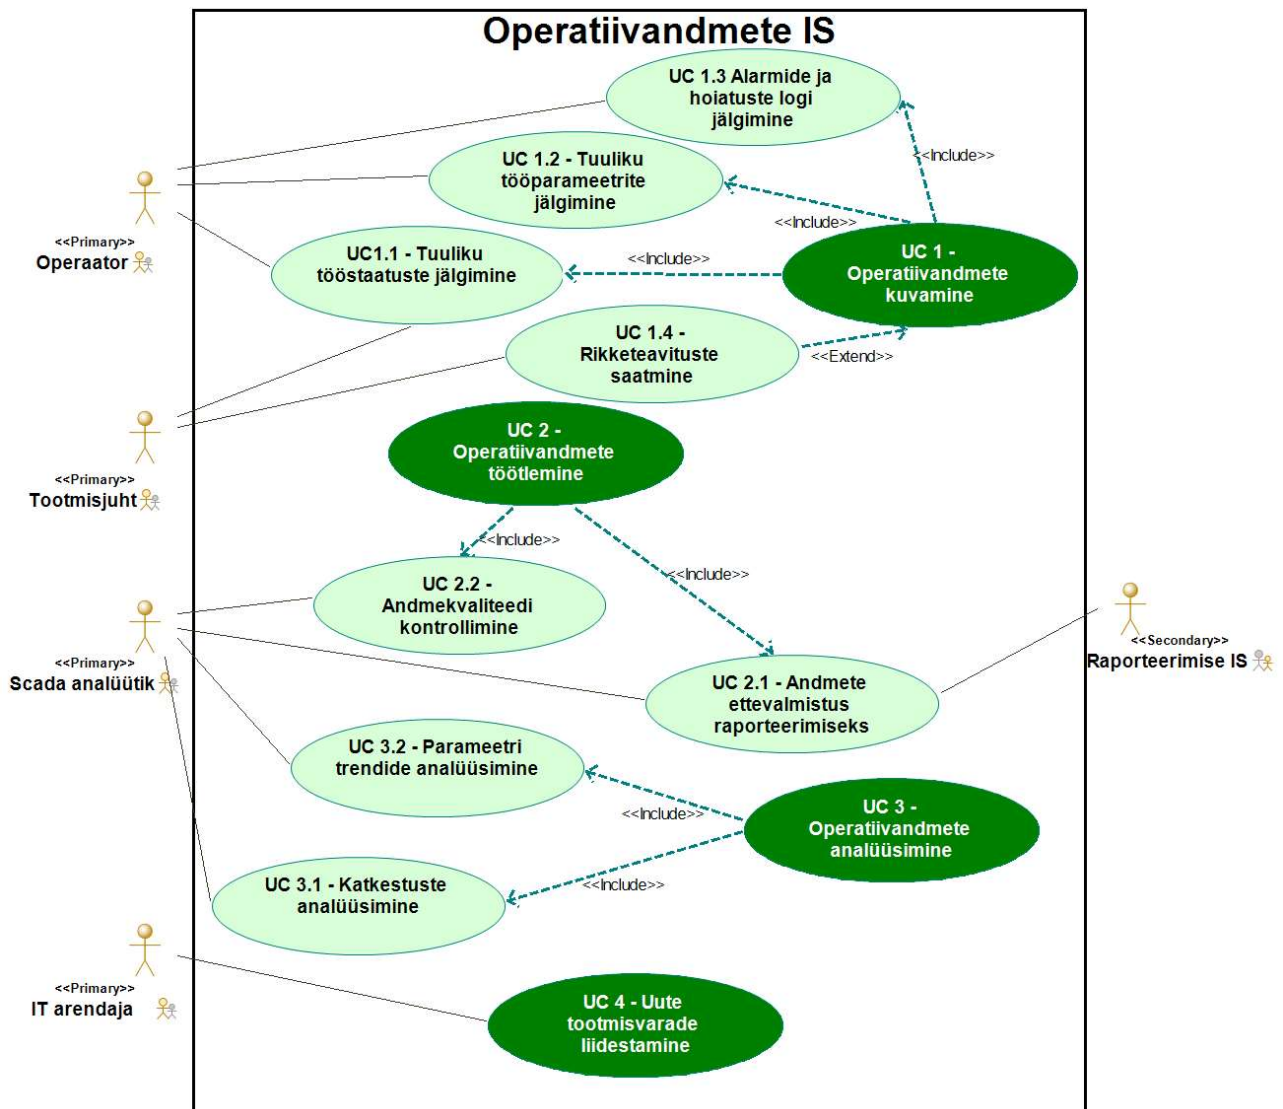 Operatiivandmete IS
UC 1.3 Alarmide ja
hoiatuste logi
jälgimine
<<Include>>
UC 1.2 - Tuuliku
tööparameetrite
jälgimine
<<Include>>
<<Primary>>
Operaator
UC1.1 - Tuuliku
tööstaatuste jälgimine
<<Include>>
UC 1 -
Operatiivandmete
kuvamine
UC 1.4 -
Rikketeavituste
saatmine
<<Extend>>
UC 2 -
Operatiivandmete
töötlemine
<<Primary>>
Tootmisjuht
<<Include>>
<<Include>>
UC 2.2 -
Andmekvaliteedi
kontrollimine
<<Primary>>
Scada analüütik
<<Secondary>>
Raporteerimise IS
UC 2.1 - Andmete
ettevalmistus
raporteerimiseks
UC 3.2 - Parameetri
trendide analüüsimine
<<Include>>
UC 3 -
Operatiivandmete
analüüsimine
UC 3.1 - Katkestuste
analüüsimine
<<Include>>
<<Primary>>
IT arendaja
UC 4 - Uute
tootmisvarade
liidestamine